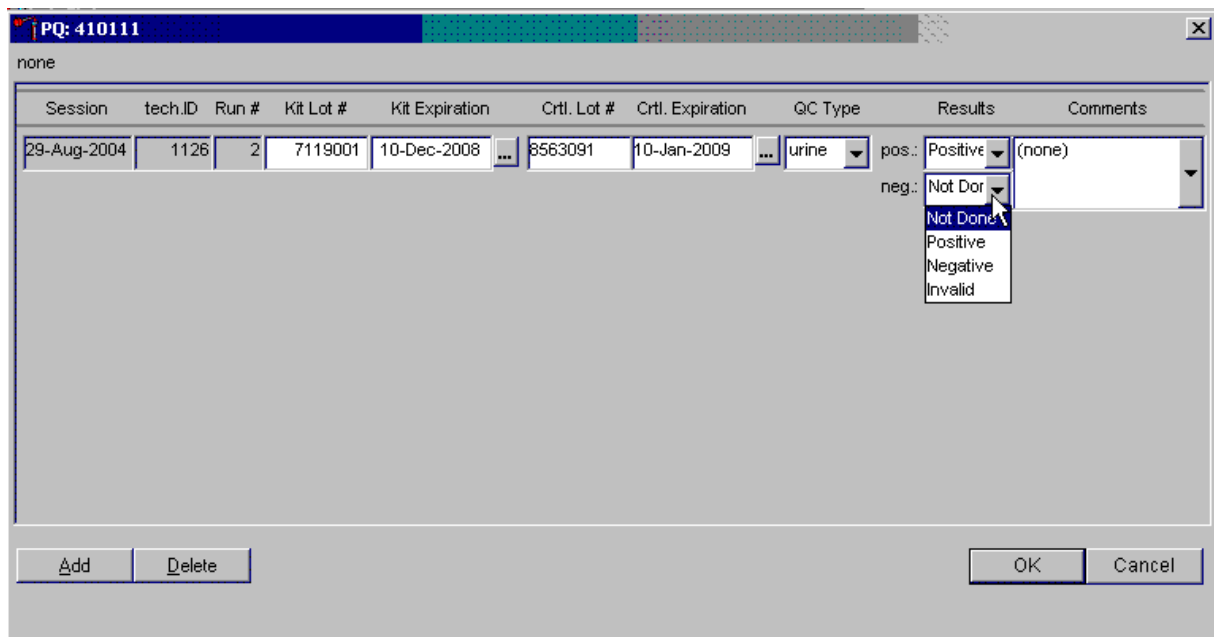 PQ: 410111
none
Session tech.ID Run # Kit Lot # Kit Expiration Crtl. Lot # Crtl. Expiration QC Type Results Comments
29-Aug-2004 1126 2 7119001 10-Dec-2008 ... 8563091 10-Jan-2009 ... urine pos.: Positive (none)
neg.: Not Dor
Not Done
Positive
Negative
Invalid
Add Delete OK Cancel